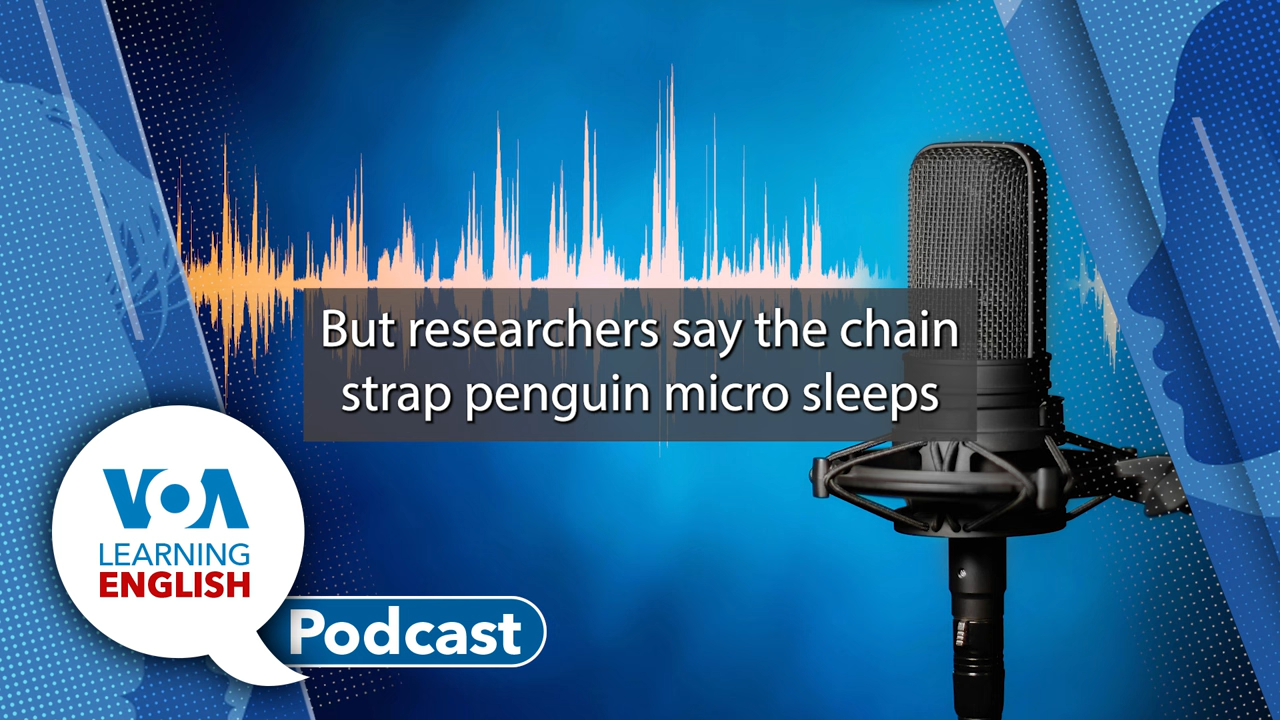 But researchers say the chain
strap penguin micro sleeps
VOA
LEARNING
ENGLISH
Podcast